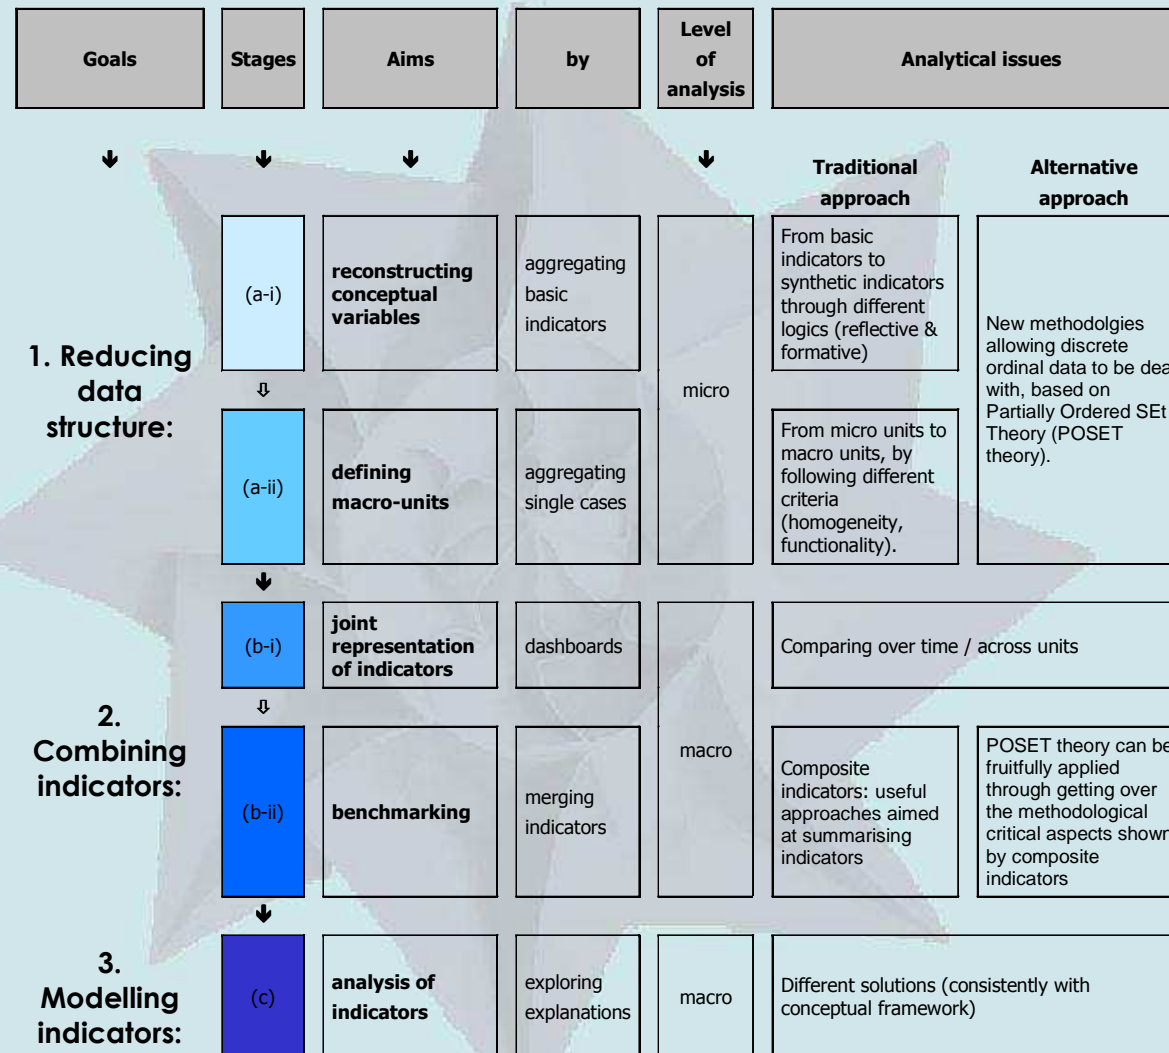 Goals
Stages
Aims
by
Level
of
analysis
Analytical issues
Traditional
approach
Alternative
approach
1. Reducing
data
structure:
(a-i)
reconstructing
conceptual
variables
aggregating
basic
indicators
micro
From basic
indicators to
synthetic indicators
through different
logics (reflective &
formative)
New methodolgies
allowing discrete
ordinal data to be dea
with, based on
Partially Ordered SEt
Theory (POSET
theory).
(a-ii)
defining
macro-units
aggregating
single cases
From micro units to
macro units, by
following different
criteria
(homogeneity,
functionality).
2.
Combining
indicators:
(b-i)
joint
representation
of indicators
dashboards
macro
Comparing over time / across units
(b-ii)
benchmarking
merging
indicators
Composite
indicators: useful
approaches aimed
at summarising
indicators
POSET theory can be
fruitfully applied
through getting over
the methodological
critical aspects shown
by composite
indicators
3.
Modelling
indicators:
(c)
analysis of
indicators
exploring
explanations
macro
Different solutions (consistently with
conceptual framework)